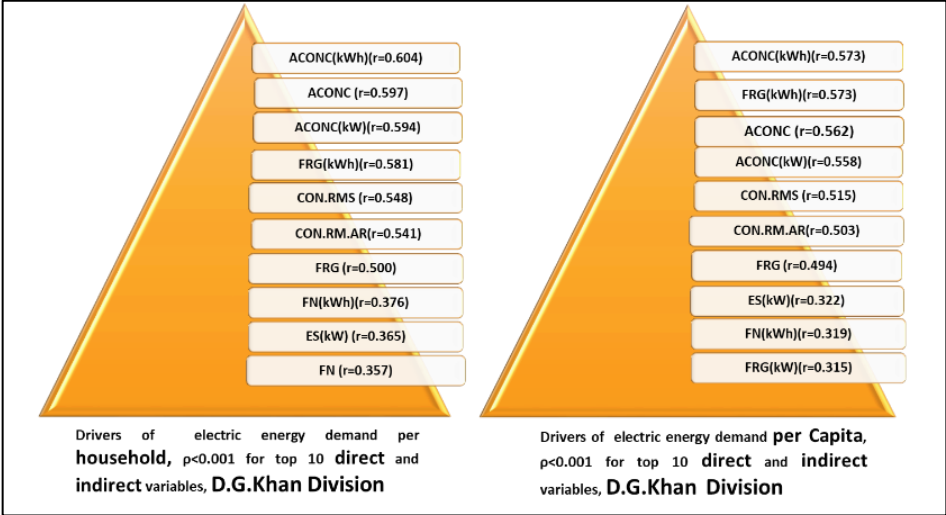 ACONC(kWh)(r=0.604)
ACONC (r=0.597)
ACONC(kW)(r=0.594)
FRG(kWh)(r=0.581)
CON.RMS (r=0.548)
CON.RM.AR(r=0.541)
FRG (r=0.500)
FN(kWh)(r=0.376)
ES(kW) (r=0.365)
FN (r=0.357)
Drivers of electric energy demand per
household, ρ<0.001 for top 10 direct and
indirect variables, D.G.Khan Division
ACONC(kWh)(r=0.573)
FRG(kWh)(r=0.573)
ACONC (r=0.562)
ACONC(kW)(r=0.558)
CON.RMS (r=0.515)
CON.RM.AR(r=0.503)
FRG (r=0.494)
ES(kW)(r=0.322)
FN(kWh)(r=0.319)
FRG(kW)(r=0.315)
Drivers of electric energy demand per Capita,
ρ<0.001 for top 10 direct and indirect
variables, D.G.Khan Division